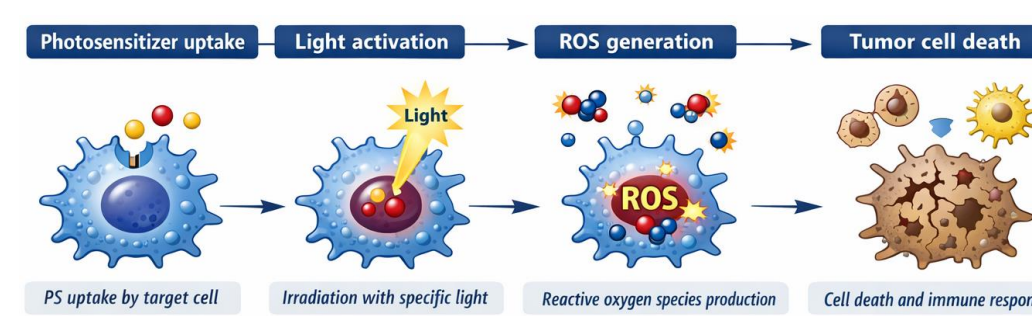 Photosensitizer uptake
Light activation
ROS generation
Tumor cell death
Light
ROS
PS uptake by target cell
Irradiation with specific light
Reactive oxygen species production
Cell death and immune respon